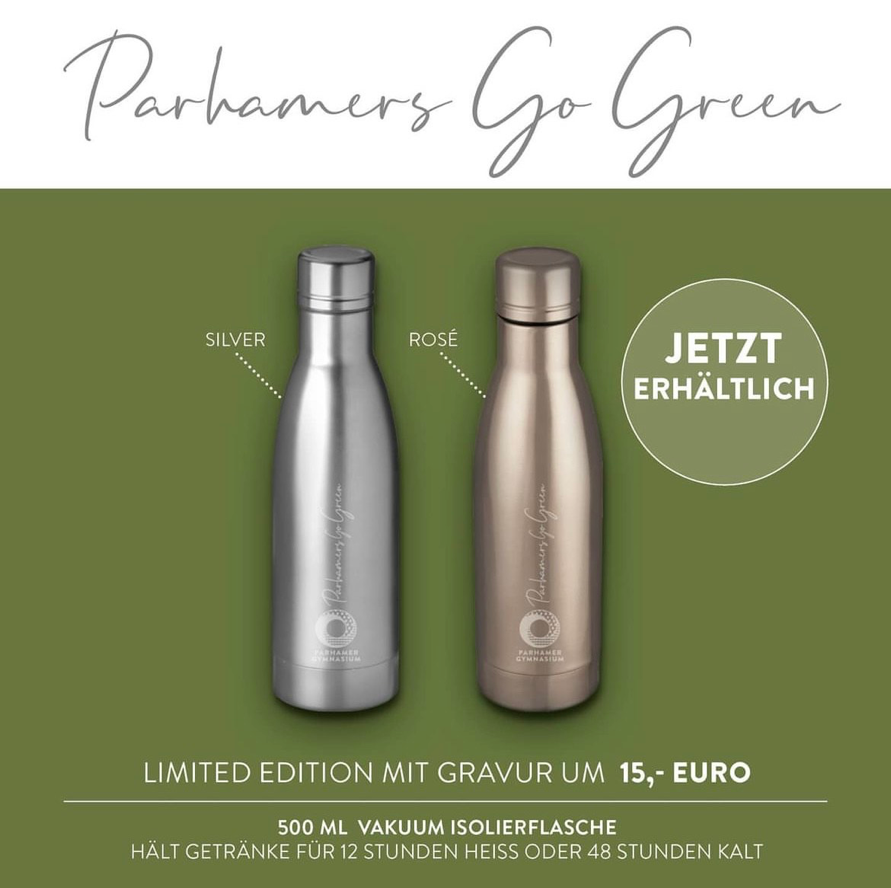 Parhamers Go Green
SILVER
ROSÉ
JETZT
ERHÄLTLICH
Parhamers Go Green
PARHAMER
GYMNASIUM
Parhamers Go Green
PARHAMER
GYMNASIUM
LIMITED EDITION MIT GRAVUR UM 15,- EURO
500 ML VAKUUM ISOLIERFLASCHE
HÄLT GETRÄNKE FÜR 12 STUNDEN HEISS ODER 48 STUNDEN KALT